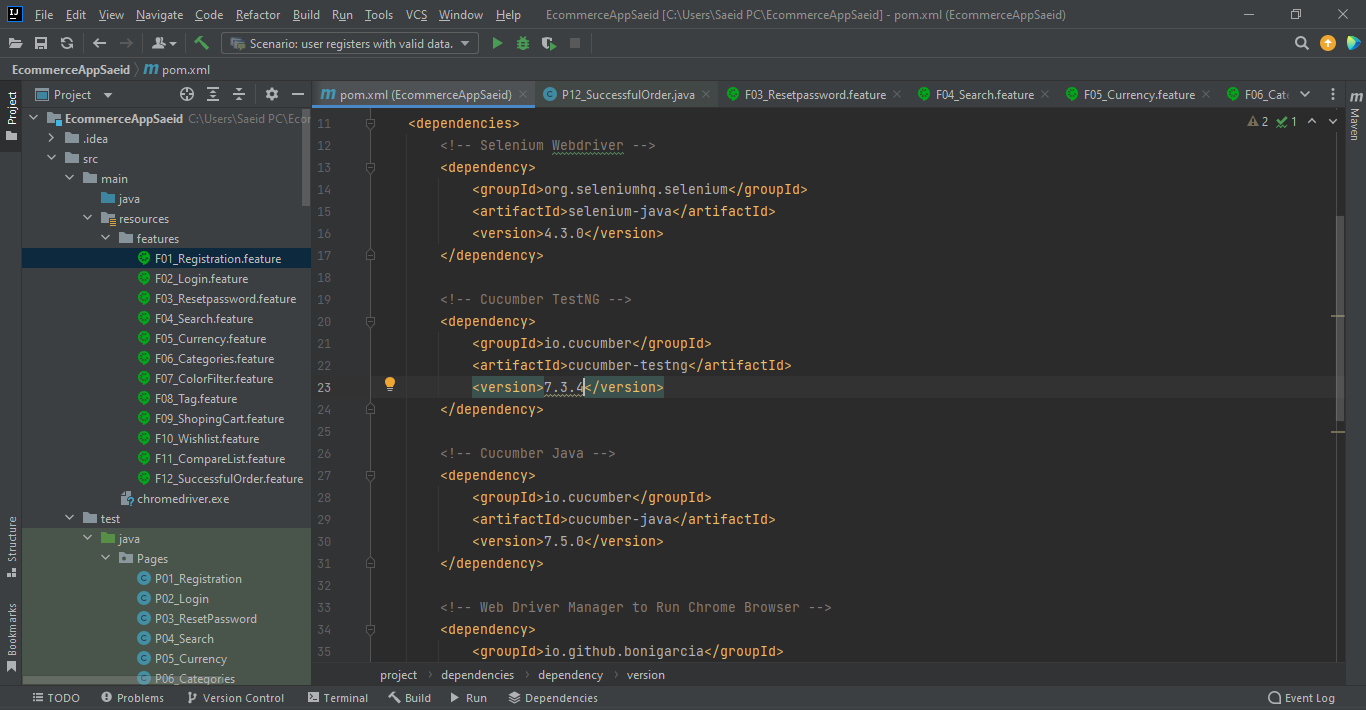 File Edit View Navigate Code Refactor Build Run Tools VCS Window Help EcommerceAppSaeid [C:\Users\Saeid PC\EcommerceAppSaeid] - pom.xml (EcommerceAppSaeid)
Scenario: user registers with valid data.
EcommerceAppSaeid pom.xml
Project
pom.xml (EcommerceAppSaeid) P12_SuccessfulOrder.java F03_Resetpassword.feature F04_Search.feature F05_Currency.feature F06_Cat
Project
Structure
Bookmarks
Maven
EcommerceAppSaeid C:\Users\Saeid PC\Econ
.idea
src
main
java
resources
features
F01_Registration.feature
F02_Login.feature
F03_Resetpassword.feature
F04_Search.feature
F05_Currency.feature
F06_Categories.feature
F07_ColorFilter.feature
F08_Tag.feature
F09_ShopingCart.feature
F10_Wishlist.feature
F11_CompareList.feature
F12_SuccessfulOrder.feature
chromedriver.exe
test
java
Pages
P01_Registration
P02_Login
P03_ResetPassword
P04_Search
P05_Currency
P06_Categories
2 1
11 <dependencies>
12 <!-- Selenium Webdriver -->
13 <dependency>
14 <groupId>org.seleniumhq.selenium</groupId>
15 <artifactId>selenium-java</artifactId>
16 <version>4.3.0</version>
17 </dependency>
18
19 <!-- Cucumber TestNG -->
20 <dependency>
21 <groupId>io.cucumber</groupId>
22 <artifactId>cucumber-testng</artifactId>
23 <version>7.3.4</version>
24 </dependency>
25
26 <!-- Cucumber Java -->
27 <dependency>
28 <groupId>io.cucumber</groupId>
29 <artifactId>cucumber-java</artifactId>
30 <version>7.5.0</version>
31 </dependency>
32
33 <!-- Web Driver Manager to Run Chrome Browser -->
34 <dependency>
35 <groupId>io.github.bonigarcia</groupId>
project dependencies dependency version
TODO Problems Version Control Terminal Build Run Dependencies Event Log